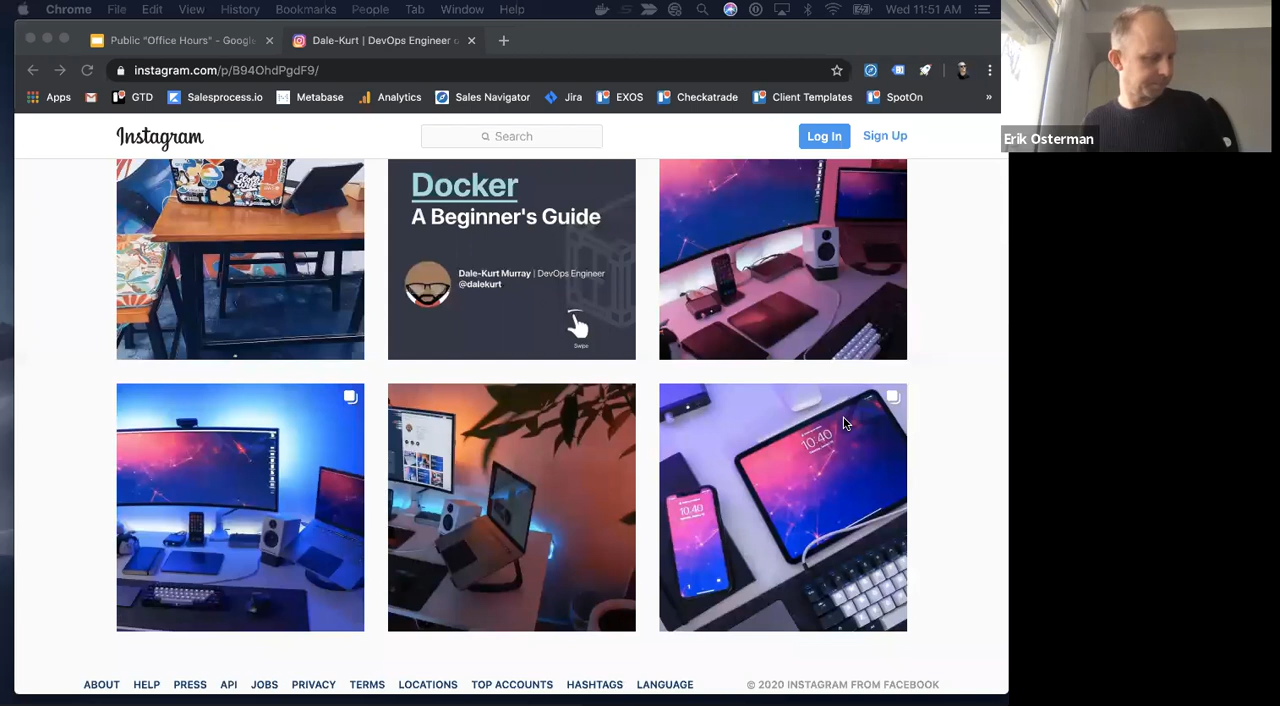 Chrome File Edit View History Bookmarks People Tab Window Help Wed 11:51 AM
Public "Office Hours" - Google
Dale-Kurt | DevOps Engineer
instagram.com/p/B94OhdPgdF9/
Apps GTD Salesprocess.io Metabase Analytics Sales Navigator Jira EXOS Checkatrade Client Templates SpotOn »
Erik Osterman
Instagram
Search
Log In Sign Up
Docker
A Beginner's Guide
Dale-Kurt Murray | DevOps Engineer
@dalekurt
Swipe
10:40
10:40
ABOUT HELP PRESS API JOBS PRIVACY TERMS LOCATIONS TOP ACCOUNTS HASHTAGS LANGUAGE © 2020 INSTAGRAM FROM FACEBOOK